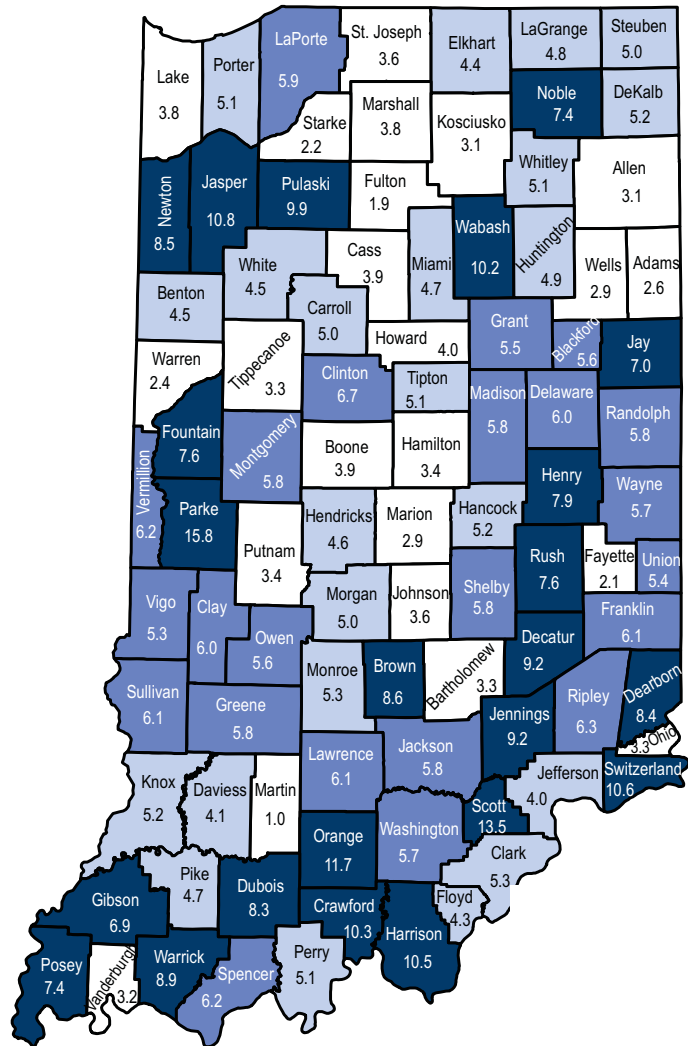 St. Joseph
3.6
LaPorte
5.9
Elkhart
4.4
LaGrange
4.8
Steuben
5.0
Lake
3.8
Porter
5.1
Noble
7.4
DeKalb
5.2
Starke
2.2
Marshall
3.8
Kosciusko
3.1
Whitley
5.1
Allen
3.1
Newton
8.5
Jasper
10.8
Pulaski
9.9
Fulton
1.9
Wabash
10.2
Huntington
4.9
White
4.5
Cass
3.9
Miami
4.7
Wells
2.9
Adams
2.6
Benton
4.5
Carroll
5.0
Howard
4.0
Grant
5.5
Blackford
5.6
Jay
7.0
Warren
2.4
Tippecanoe
3.3
Clinton
6.7
Tipton
5.1
Madison
5.8
Delaware
6.0
Randolph
5.8
Fountain
7.6
Montgomery
5.8
Boone
3.9
Hamilton
3.4
Henry
7.9
Wayne
5.7
Vermillion
6.2
Parke
15.8
Putnam
3.4
Hendricks
4.6
Marion
2.9
Hancock
5.2
Rush
7.6
Fayette
2.1
Union
5.4
Vigo
5.3
Clay
6.0
Owen
5.6
Morgan
5.0
Johnson
3.6
Shelby
5.8
Franklin
6.1
Decatur
9.2
Sullivan
6.1
Greene
5.8
Monroe
5.3
Brown
8.6
Bartholomew
3.3
Jennings
9.2
Ripley
6.3
Dearborn
8.4
Ohio
3.3
Knox
5.2
Daviess
4.1
Martin
1.0
Lawrence
6.1
Jackson
5.8
Jefferson
4.0
Switzerland
10.6
Scott
13.5
Orange
11.7
Washington
5.7
Clark
5.3
Gibson
6.9
Pike
4.7
Dubois
8.3
Crawford
10.3
Floyd
4.3
Harrison
10.5
Posey
7.4
Vanderburgh
3.2
Warrick
8.9
Spencer
6.2
Perry
5.1